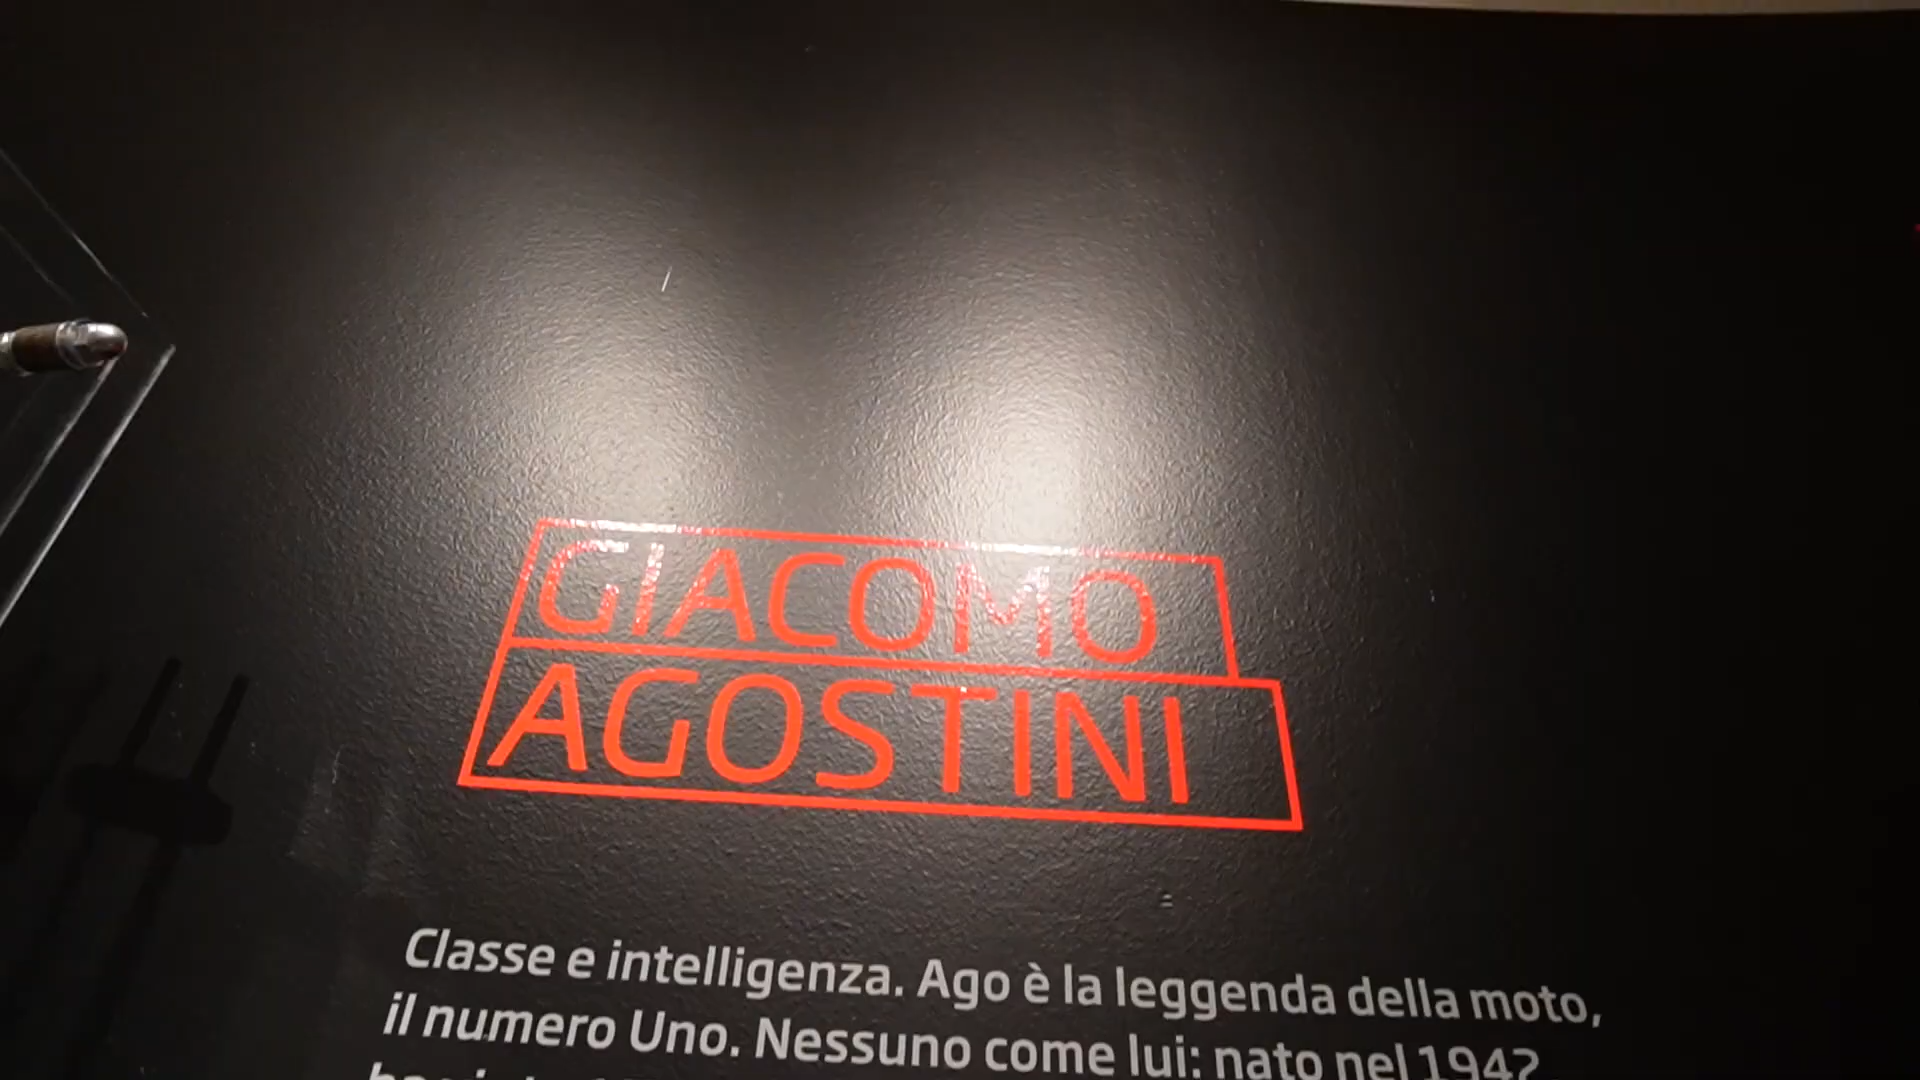 GIACOMO
AGOSTINI
Classe e intelligenza. Ago è la leggenda della moto,
il numero Uno. Nessuno come lui: nato nel 1942